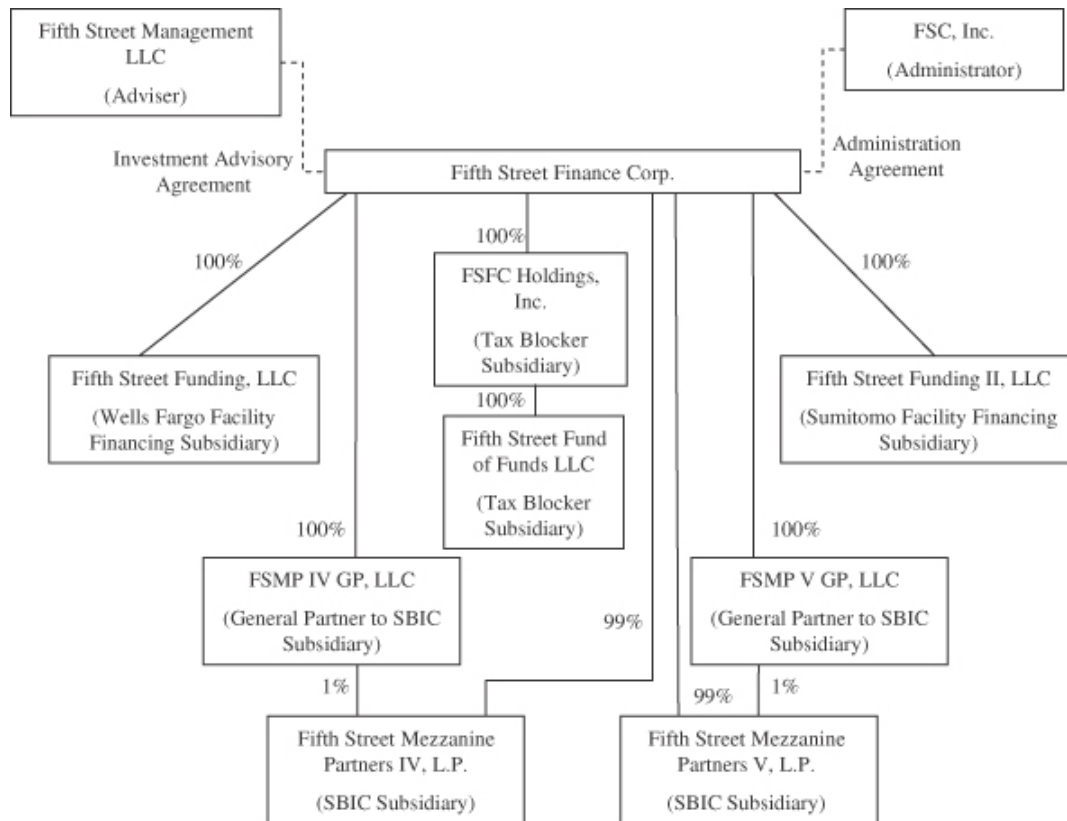 Fifth Street Management
LLC
(Adviser)
FSC, Inc.
(Administrator)
Investment Advisory
Agreement
Administration
Agreement
Fifth Street Finance Corp.
100%
100%
100%
FSFC Holdings,
Inc.
(Tax Blocker
Subsidiary)
Fifth Street Funding, LLC
(Wells Fargo Facility
Financing Subsidiary)
100%
Fifth Street Fund
of Funds LLC
(Tax Blocker
Subsidiary)
Fifth Street Funding II, LLC
(Sumitomo Facility Financing
Subsidiary)
100%
100%
FSMP IV GP, LLC
(General Partner to SBIC
Subsidiary)
99%
FSMP V GP, LLC
(General Partner to SBIC
Subsidiary)
1%
99%
1%
Fifth Street Mezzanine
Partners IV, L.P.
(SBIC Subsidiary)
Fifth Street Mezzanine
Partners V, L.P.
(SBIC Subsidiary)